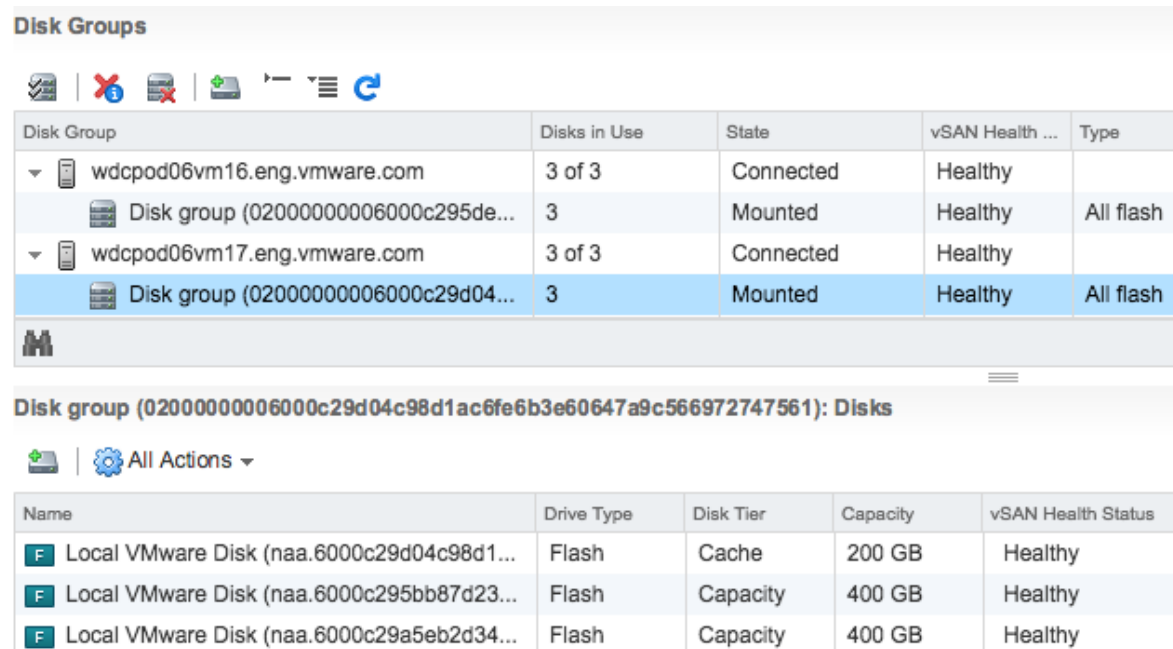 Disk Groups
Disk Group Disks in Use State vSAN Health ... Type
wdcpod06vm16.eng.vmware.com 3 of 3 Connected Healthy
Disk group (02000000006000c295de... 3 Mounted Healthy All flash
wdcpod06vm17.eng.vmware.com 3 of 3 Connected Healthy
Disk group (02000000006000c29d04... 3 Mounted Healthy All flash
Disk group (02000000006000c29d04c98d1ac6fe6b3e60647a9c566972747561): Disks
All Actions
Name Drive Type Disk Tier Capacity vSAN Health Status
F Local VMware Disk (naa.6000c29d04c98d1... Flash Cache 200 GB Healthy
F Local VMware Disk (naa.6000c295bb87d23... Flash Capacity 400 GB Healthy
F Local VMware Disk (naa.6000c29a5eb2d34... Flash Capacity 400 GB Healthy